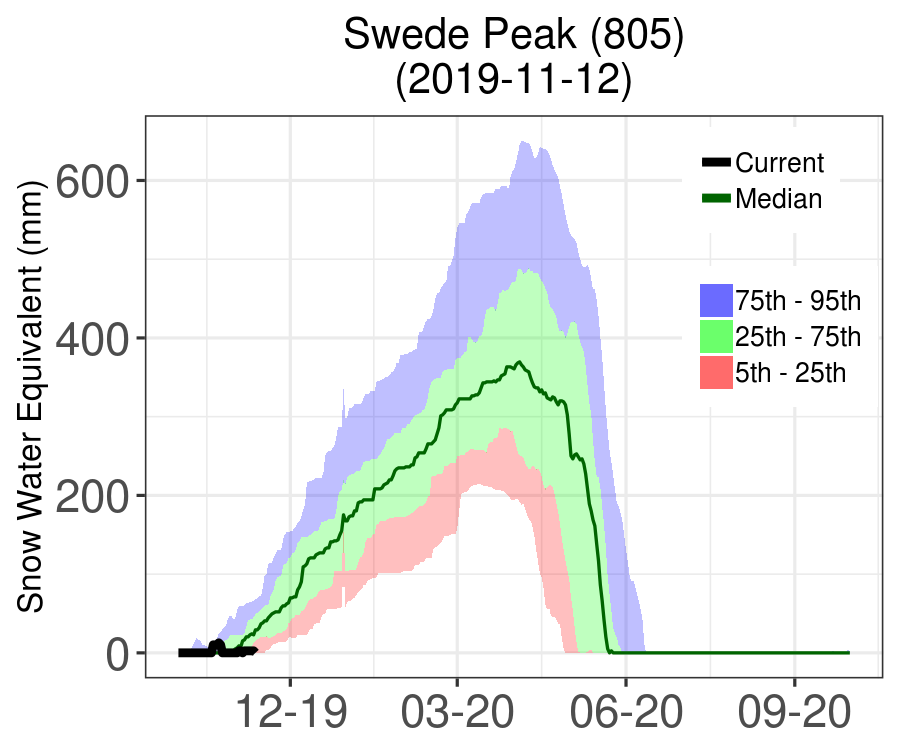 Swede Peak (805)
(2019-11-12)
Snow Water Equivalent (mm)
600
400
200
0
12-19
03-20
06-20
09-20
Current
Median
75th - 95th
25th - 75th
5th - 25th